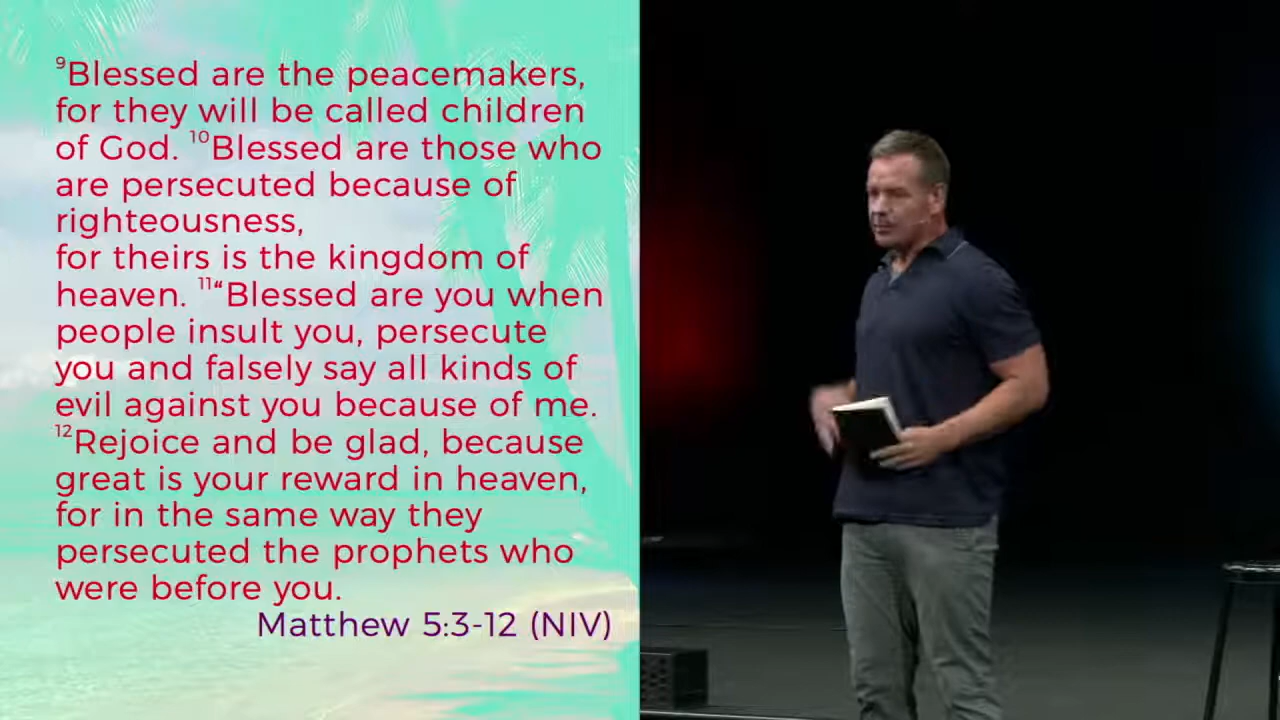 ⁹Blessed are the peacemakers,
for they will be called children
of God. ¹⁰Blessed are those who
are persecuted because of
righteousness,
for theirs is the kingdom of
heaven. ¹¹“Blessed are you when
people insult you, persecute
you and falsely say all kinds of
evil against you because of me.
¹²Rejoice and be glad, because
great is your reward in heaven,
for in the same way they
persecuted the prophets who
were before you.
Matthew 5:3-12 (NIV)